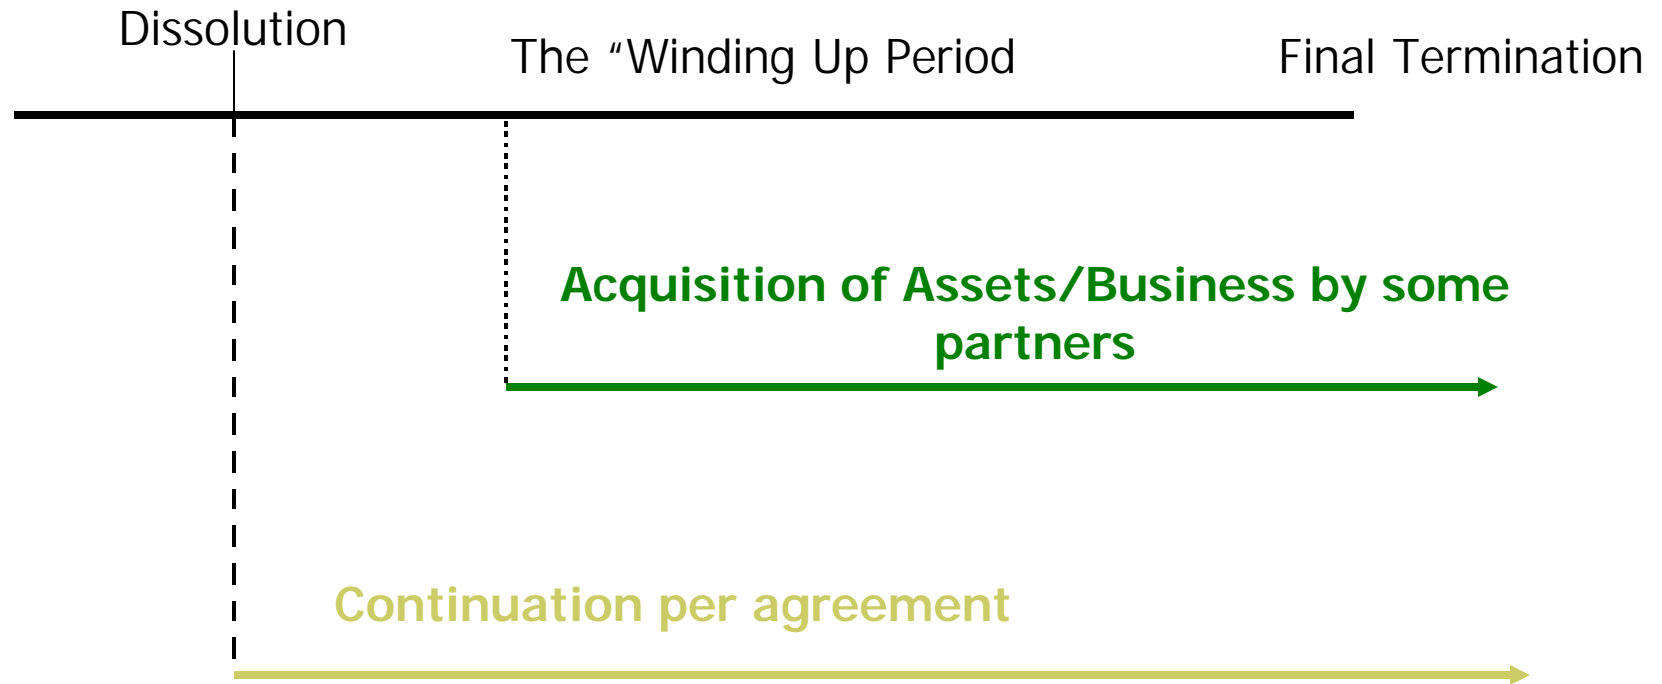 Dissolution
The “Winding Up Period
Final Termination
Acquisition of Assets/Business by some
partners
Continuation per agreement